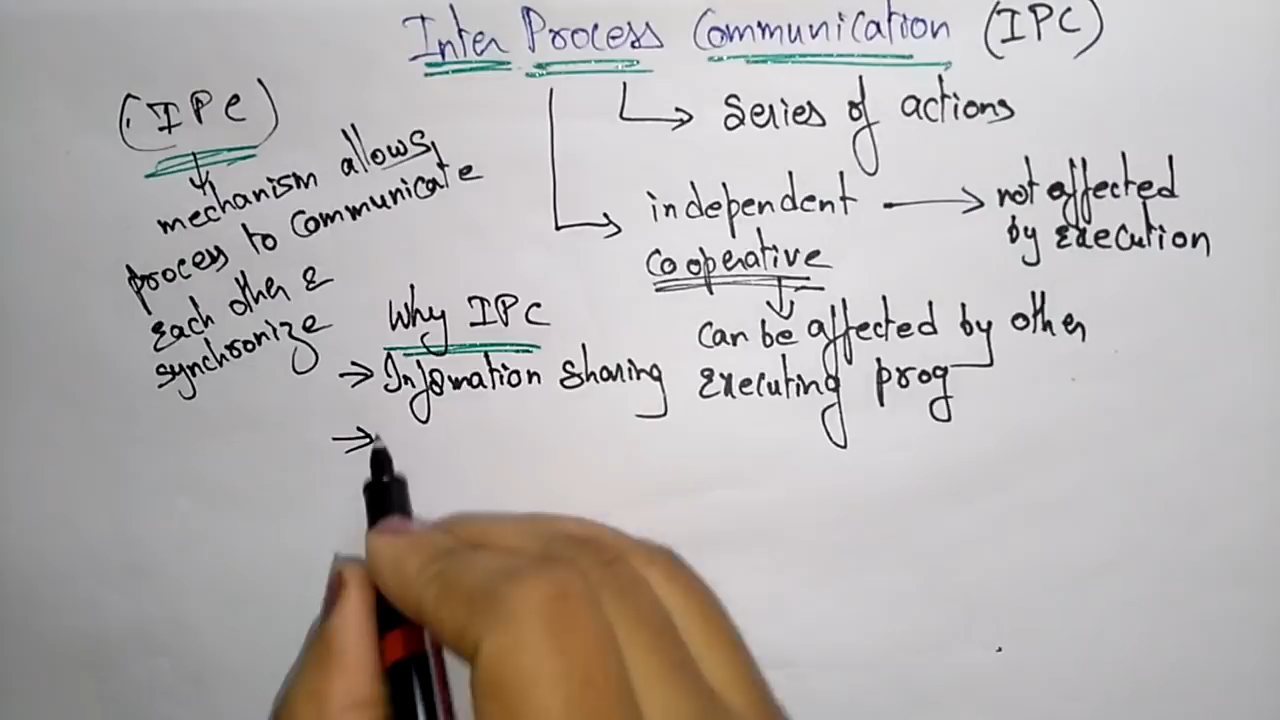 Inter Process Communication (IPC)
(IPC)
mechanism allows
process to communicate
each other &
synchronize
→ Series of actions
→ independent → not affected
by execution
cooperative
can be affected by other
executing prog
Why IPC
→ Information sharing
→